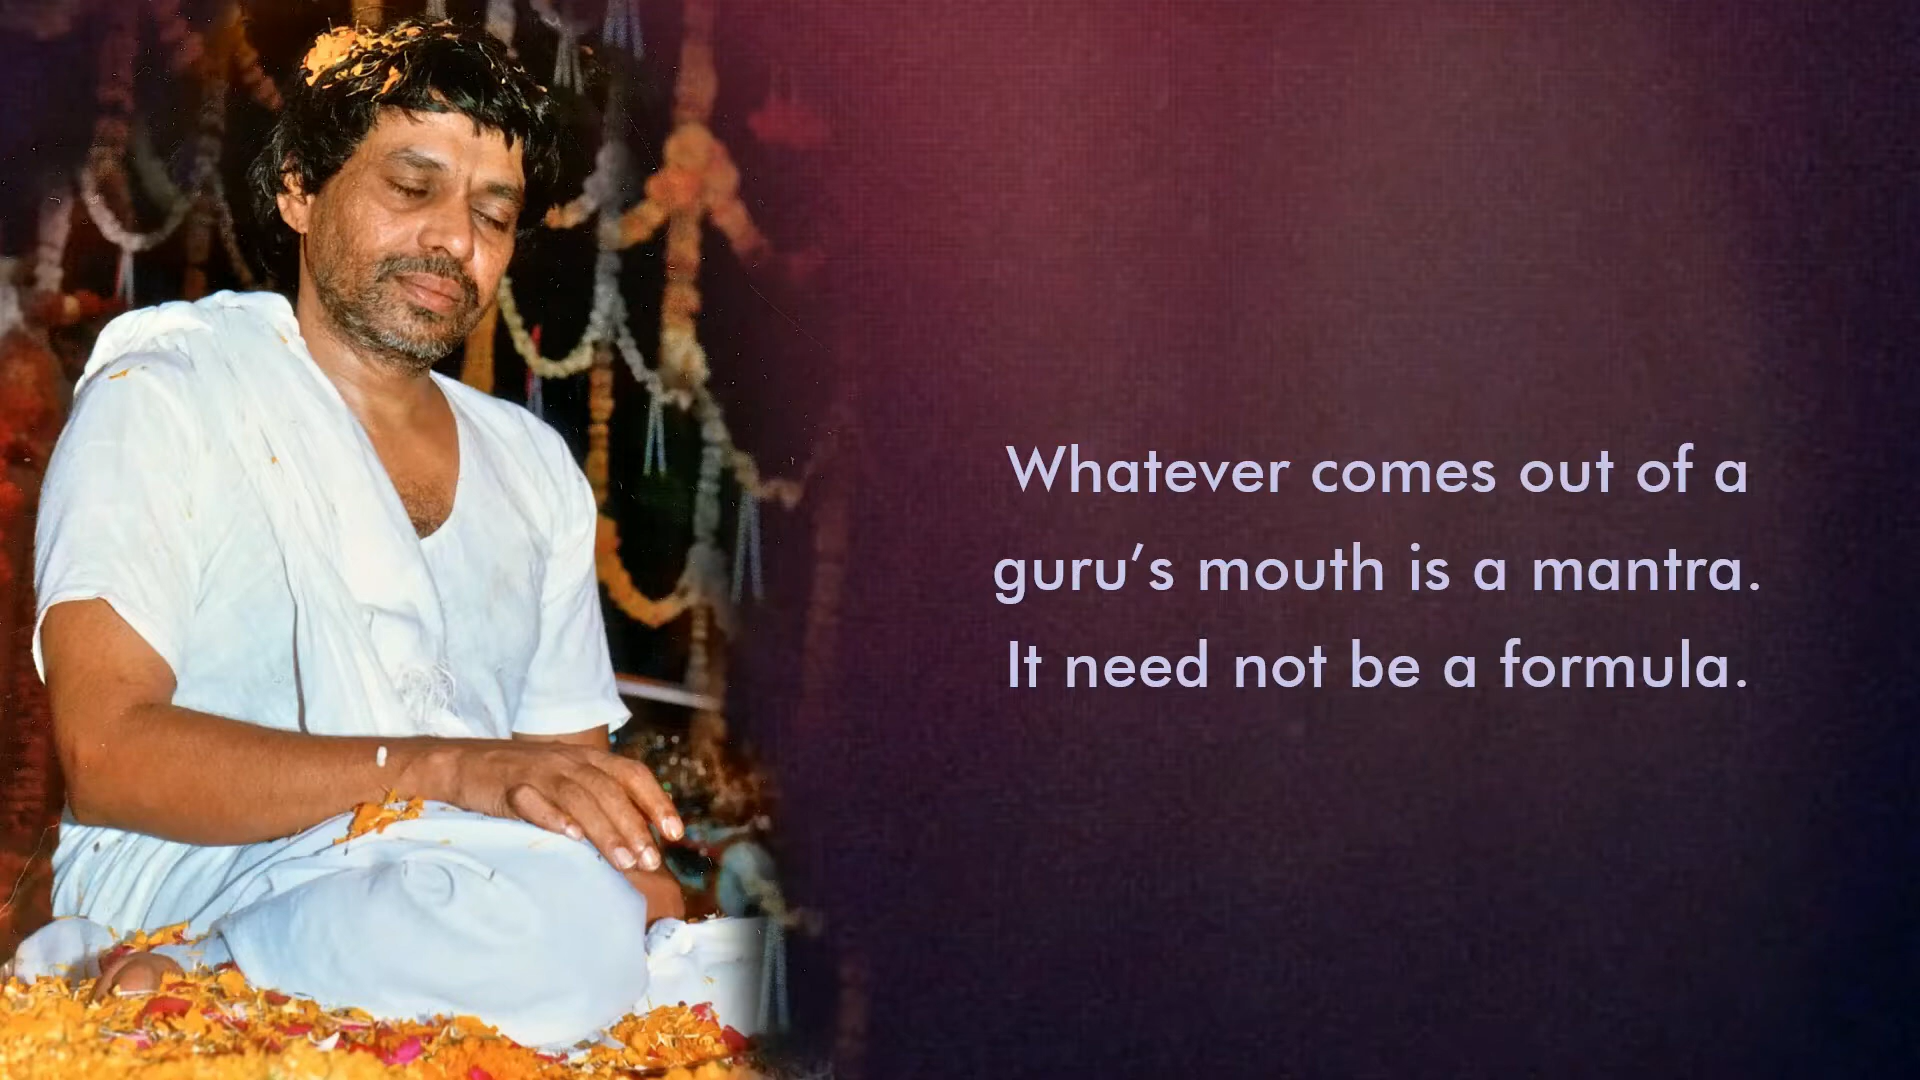 Whatever comes out of a
guru’s mouth is a mantra.
It need not be a formula.